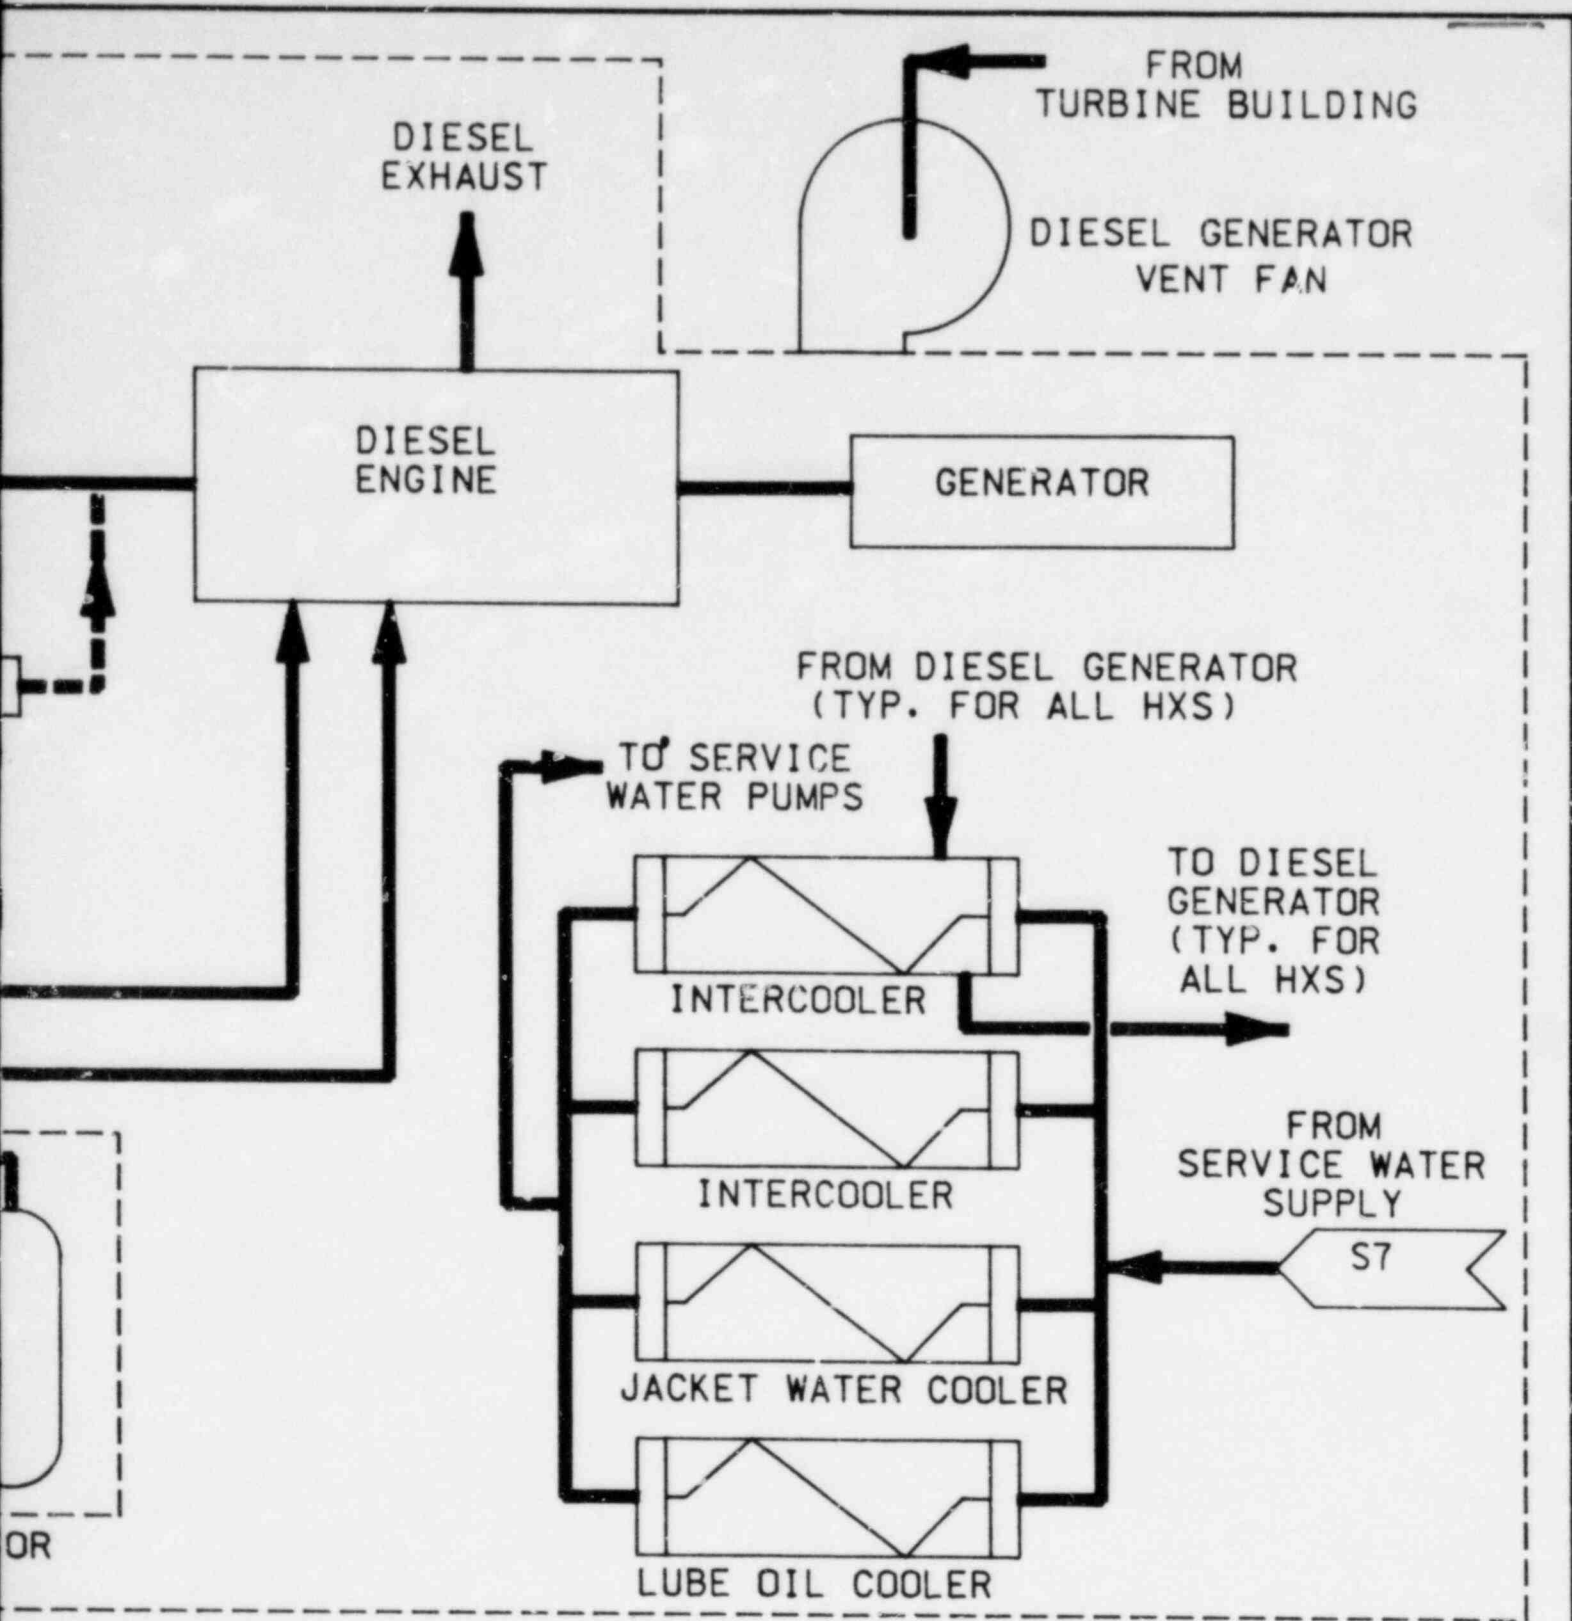 FROM
TURBINE BUILDING
DIESEL
EXHAUST
DIESEL GENERATOR
VENT FAN
DIESEL
ENGINE
GENERATOR
FROM DIESEL GENERATOR
(TYP. FOR ALL HXS)
TO SERVICE
WATER PUMPS
TO DIESEL
GENERATOR
(TYP. FOR
ALL HXS)
INTERCOOLER
INTERCOOLER
FROM
SERVICE WATER
SUPPLY
S7
JACKET WATER COOLER
LUBE OIL COOLER
OR